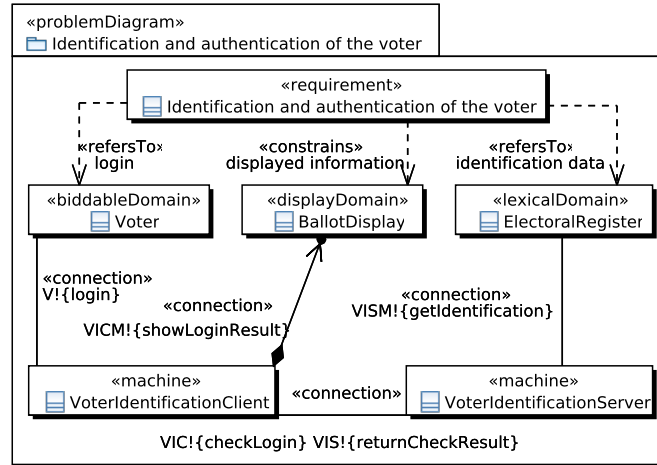 «problemDiagram»
Identification and authentication of the voter
«requirement»
Identification and authentication of the voter
«refersTo»
login
«constrains»
displayed information
«refersTo»
identification data
«biddableDomain»
Voter
«displayDomain»
BallotDisplay
«lexicalDomain»
ElectoralRegister
«connection»
V!{login}
«connection»
VICM!{showLoginResult}
«connection»
VISM!{getIdentification}
«machine»
VoterIdentificationClient
«connection»
«machine»
VoterIdentificationServer
VIC!{checkLogin} VIS!{returnCheckResult}